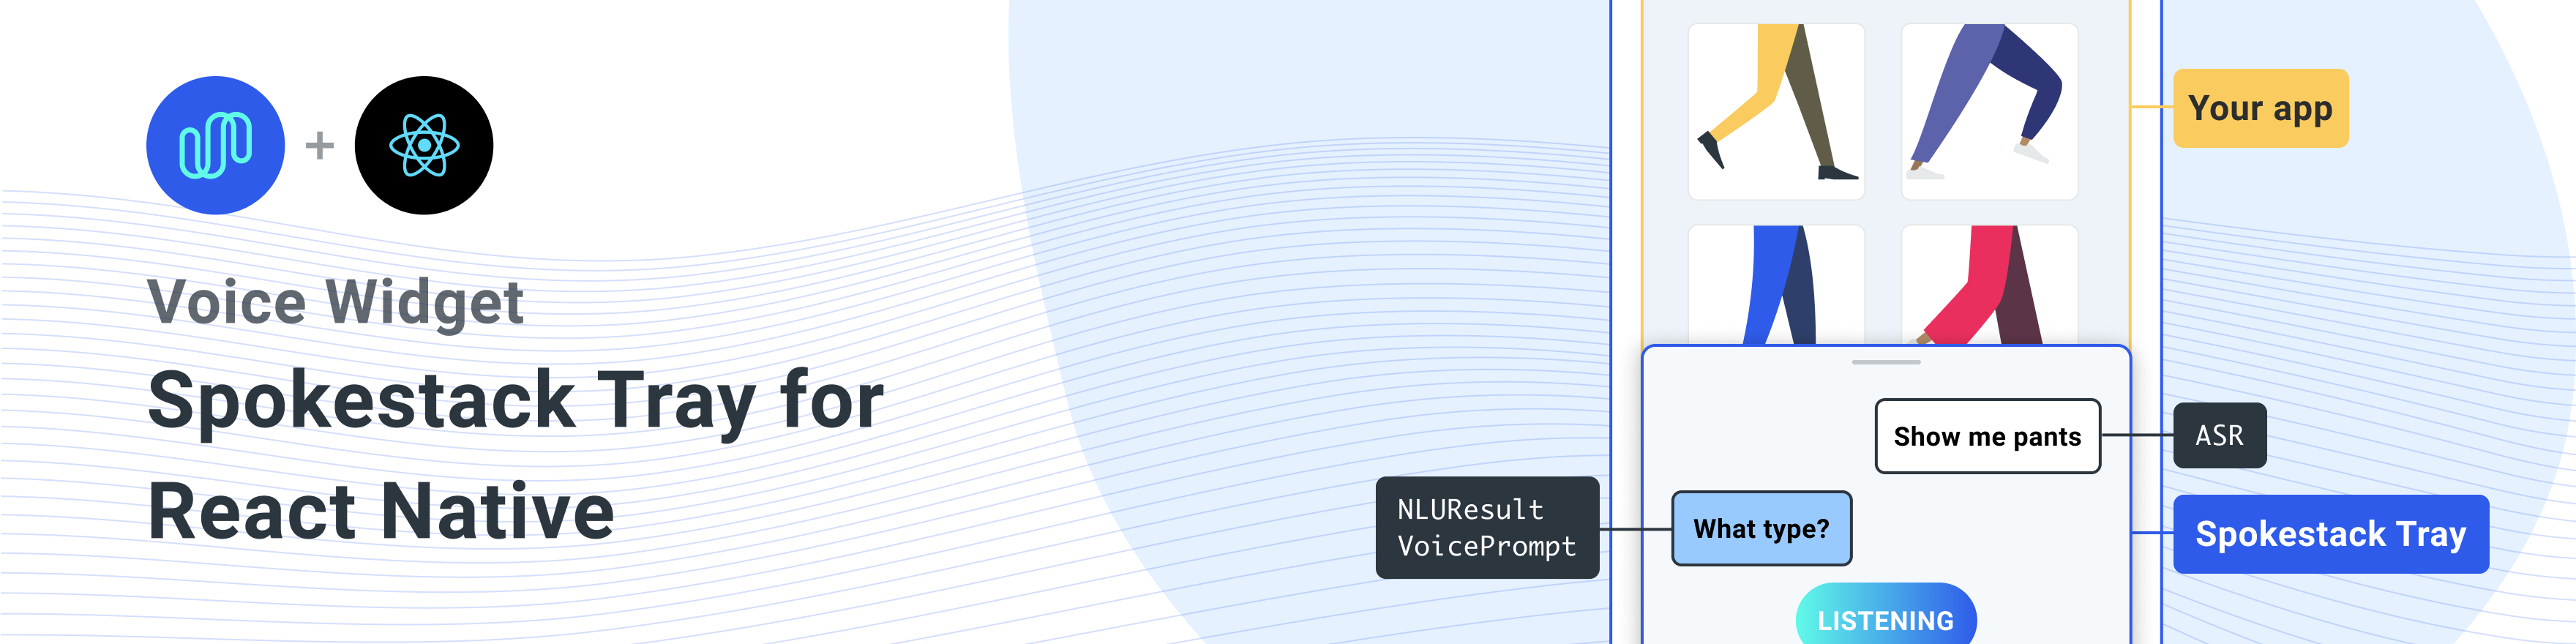 +
Voice Widget
Spokestack Tray for
React Native
Your app
Show me pants
ASR
NLUResult
VoicePrompt
What type?
Spokestack Tray
LISTENING